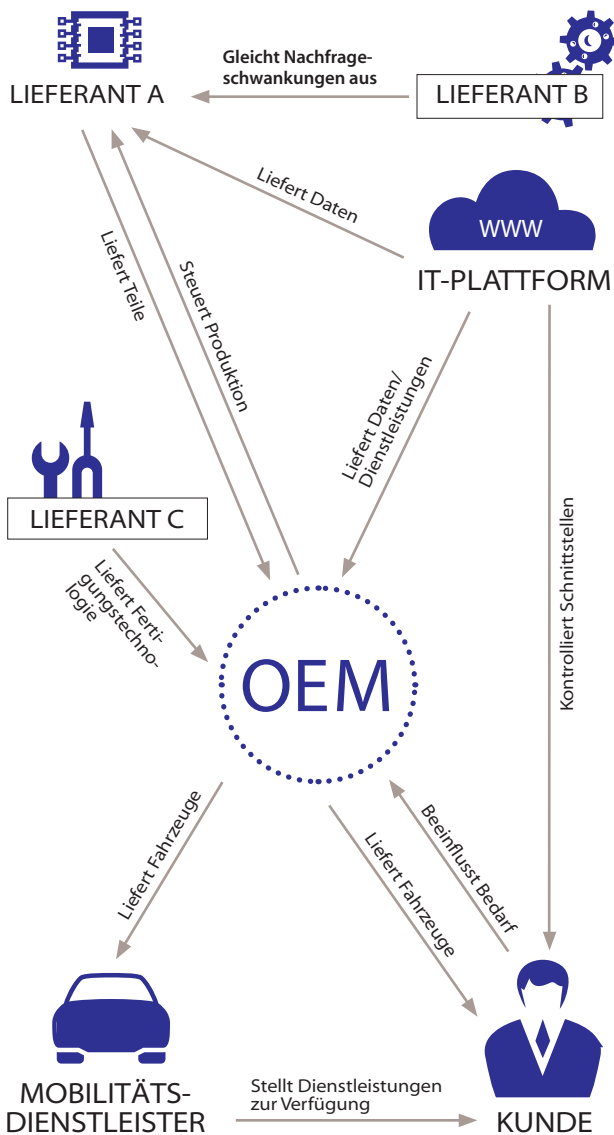 Gleicht Nachfrage-
schwankungen aus
LIEFERANT A
LIEFERANT B
Liefert Daten
WWW
IT-PLATTFORM
Liefert Teile
Steuert Produktion
Liefert Daten/
Dienstleistungen
Kontrolliert Schnittstellen
LIEFERANT C
Liefert Ferti-
gungstechno-
logie
OEM
Liefert Fahrzeuge
Liefert Fahrzeuge
Beeinflusst Bedarf
MOBILITÄTS-
DIENSTLEISTER
Stellt Dienstleistungen
zur Verfügung
KUNDE